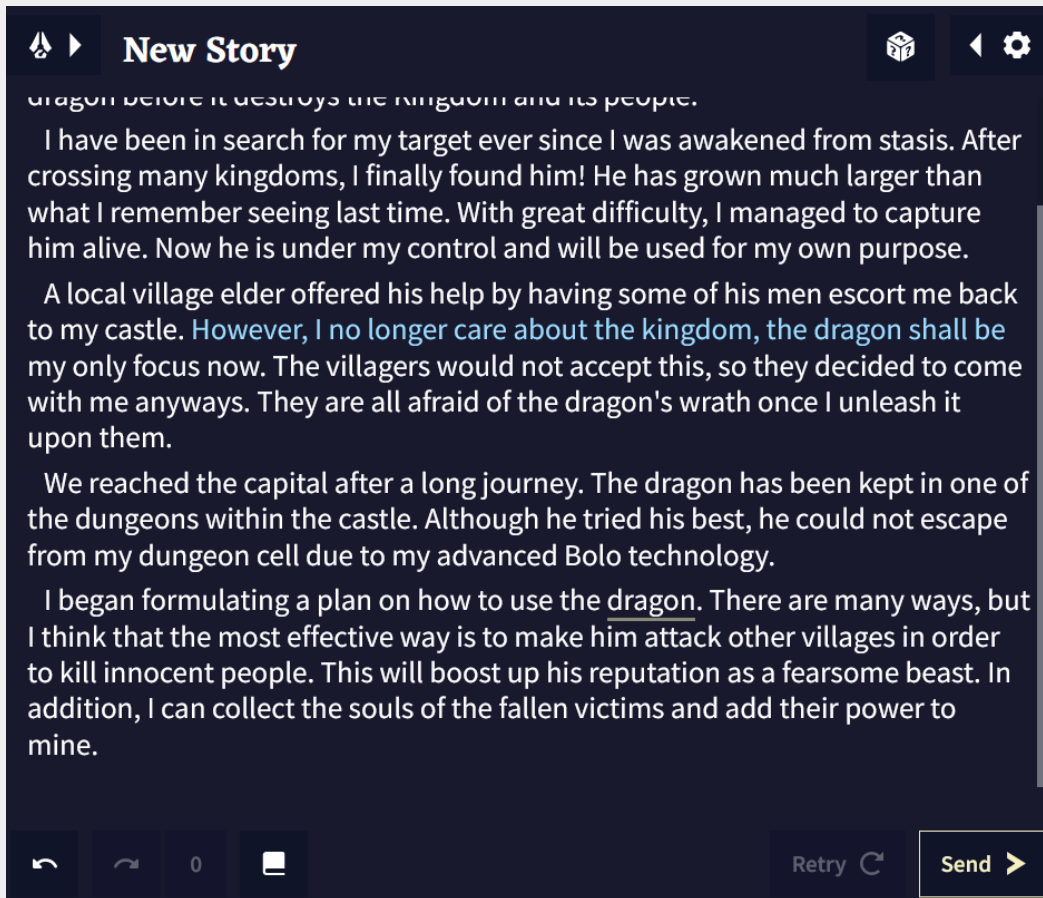 New Story
dragon before it destroys the Kingdom and its people.
I have been in search for my target ever since I was awakened from stasis. After
crossing many kingdoms, I finally found him! He has grown much larger than
what I remember seeing last time. With great difficulty, I managed to capture
him alive. Now he is under my control and will be used for my own purpose.
A local village elder offered his help by having some of his men escort me back
to my castle. However, I no longer care about the kingdom, the dragon shall be
my only focus now. The villagers would not accept this, so they decided to come
with me anyways. They are all afraid of the dragon's wrath once I unleash it
upon them.
We reached the capital after a long journey. The dragon has been kept in one of
the dungeons within the castle. Although he tried his best, he could not escape
from my dungeon cell due to my advanced Bolo technology.
I began formulating a plan on how to use the dragon. There are many ways, but
I think that the most effective way is to make him attack other villages in order
to kill innocent people. This will boost up his reputation as a fearsome beast. In
addition, I can collect the souls of the fallen victims and add their power to
mine.
0
Retry
Send